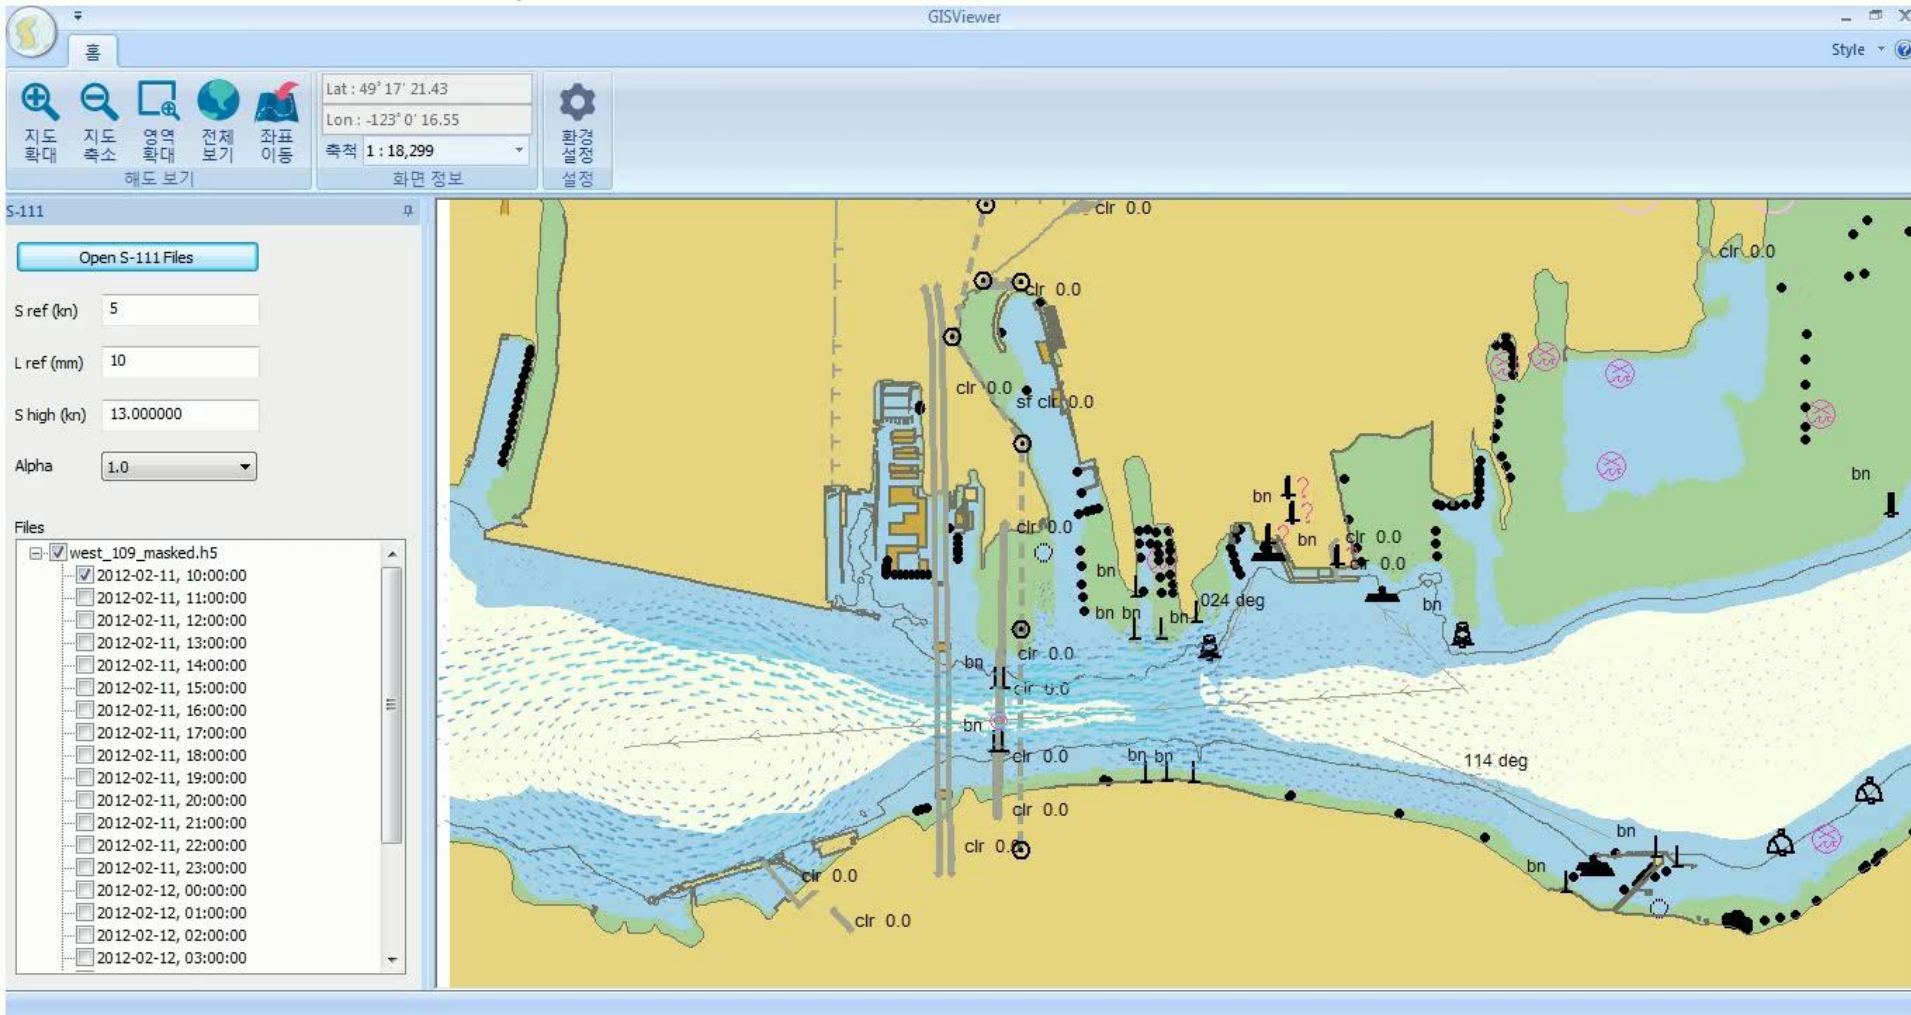 GISViewer
홈
Style
지도
확대
지도
축소
영역
확대
전체
보기
좌표
이동
해도 보기
Lat : 49° 17' 21.43
Lon : -123° 0' 16.55
축척 1 : 18,299
화면 정보
환경
설정
설정
S-111
Open S-111 Files
S ref (kn) 5
L ref (mm) 10
S high (kn) 13.000000
Alpha 1.0
Files
west_109_masked.h5
2012-02-11, 10:00:00
2012-02-11, 11:00:00
2012-02-11, 12:00:00
2012-02-11, 13:00:00
2012-02-11, 14:00:00
2012-02-11, 15:00:00
2012-02-11, 16:00:00
2012-02-11, 17:00:00
2012-02-11, 18:00:00
2012-02-11, 19:00:00
2012-02-11, 20:00:00
2012-02-11, 21:00:00
2012-02-11, 22:00:00
2012-02-11, 23:00:00
2012-02-12, 00:00:00
2012-02-12, 01:00:00
2012-02-12, 02:00:00
2012-02-12, 03:00:00
clr 0.0
clr 0.0
clr 0.0
clr 0.0
sf clr 0.0
bn
bn
clr 0.0
bn
clr 0.0
clr 0.0
bn
024 deg
bn
bn bn
bn
clr 0.0
bn
clr 0.0
bn
clr 0.0
bn bn
114 deg
clr 0.0
bn
clr 0.0
bn
clr 0.0
clr 0.0